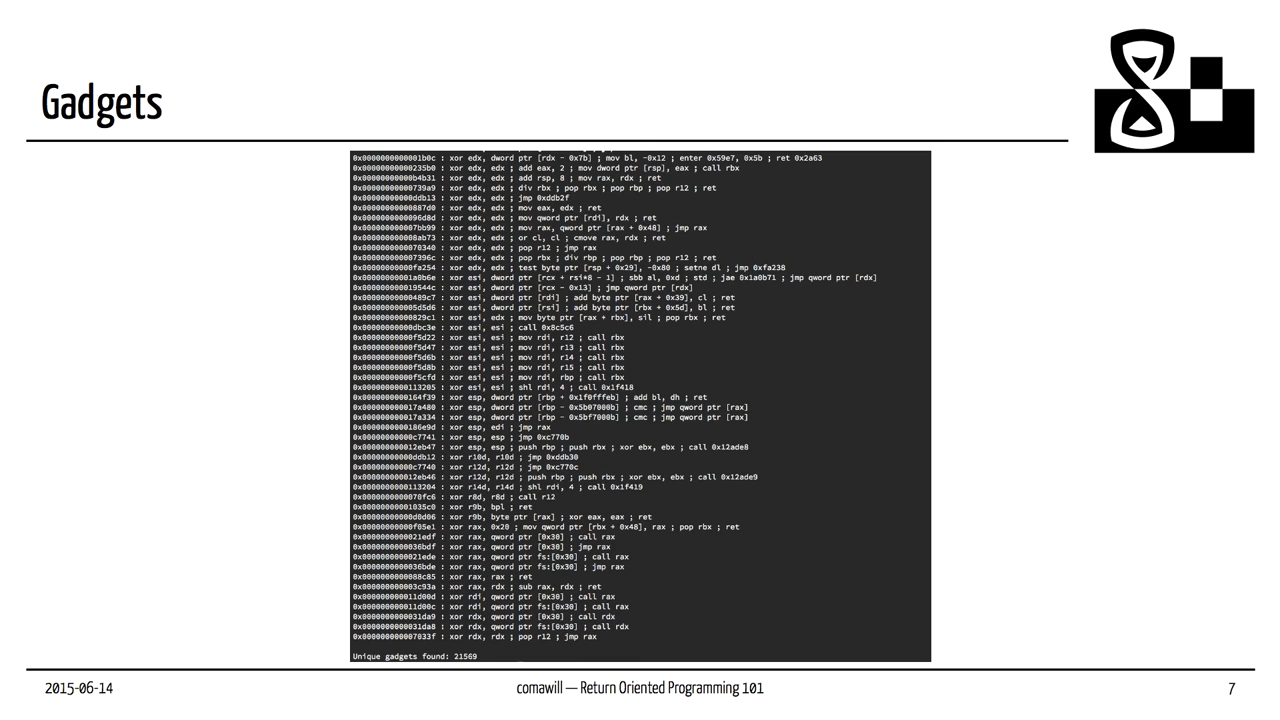 Gadgets
0x0000000000001b0c : xor edx, dword ptr [rdx - 0x7b] ; mov bl, -0x12 ; enter 0x59e7, 0x5b ; ret 0x2a63
0x00000000000235b0 : xor edx, edx ; add eax, 2 ; mov dword ptr [rsp], eax ; call rbx
0x00000000000b4b31 : xor edx, edx ; add rsp, 8 ; mov rax, rdx ; ret
0x00000000000739a9 : xor edx, edx ; div rbx ; pop rbx ; pop rbp ; pop r12 ; ret
0x00000000000ddb13 : xor edx, edx ; jmp 0xddb2f
0x00000000000887d0 : xor edx, edx ; mov eax, edx ; ret
0x0000000000096d8d : xor edx, edx ; mov qword ptr [rdi], rdx ; ret
0x000000000007bb99 : xor edx, edx ; mov rax, qword ptr [rax + 0x48] ; jmp rax
0x000000000008ab73 : xor edx, edx ; or cl, cl ; cmove rax, rdx ; ret
0x0000000000070340 : xor edx, edx ; pop r12 ; jmp rax
0x000000000007396c : xor edx, edx ; pop rbx ; div rbp ; pop rbp ; pop r12 ; ret
0x00000000000fa254 : xor edx, edx ; test byte ptr [rsp + 0x29], -0x80 ; setne dl ; jmp 0xfa238
0x00000000001a0b6e : xor esi, dword ptr [rcx + rsi*8 - 1] ; sbb al, 0xd ; std ; jae 0x1a0b71 ; jmp qword ptr [rdx]
0x000000000019544c : xor esi, dword ptr [rcx - 0x13] ; jmp qword ptr [rdx]
0x00000000000489c7 : xor esi, dword ptr [rdi] ; add byte ptr [rax + 0x39], cl ; ret
0x000000000005d5d6 : xor esi, dword ptr [rsi] ; add byte ptr [rbx + 0x5d], bl ; ret
0x00000000000829c1 : xor esi, edx ; mov byte ptr [rax + rbx], sil ; pop rbx ; ret
0x00000000000dbc3e : xor esi, esi ; call 0x8c5c6
0x00000000000f5d22 : xor esi, esi ; mov rdi, r12 ; call rbx
0x00000000000f5d47 : xor esi, esi ; mov rdi, r13 ; call rbx
0x00000000000f5d6b : xor esi, esi ; mov rdi, r14 ; call rbx
0x00000000000f5d8b : xor esi, esi ; mov rdi, r15 ; call rbx
0x00000000000f5cfd : xor esi, esi ; mov rdi, rbp ; call rbx
0x0000000000113205 : xor esi, esi ; shl rdi, 4 ; call 0x1f418
0x0000000000164f39 : xor esp, dword ptr [rbp + 0x1f0fffeb] ; add bl, dh ; ret
0x000000000017a480 : xor esp, dword ptr [rbp - 0x5b07000b] ; cmc ; jmp qword ptr [rax]
0x000000000017a334 : xor esp, dword ptr [rbp - 0x5bf7000b] ; cmc ; jmp qword ptr [rax]
0x0000000000186e9d : xor esp, edi ; jmp rax
0x00000000000c7741 : xor esp, esp ; jmp 0xc770b
0x000000000012eb47 : xor esp, esp ; push rbp ; push rbx ; xor ebx, ebx ; call 0x12ade8
0x00000000000ddb12 : xor r10d, r10d ; jmp 0xddb30
0x00000000000c7740 : xor r12d, r12d ; jmp 0xc770c
0x000000000012eb46 : xor r12d, r12d ; push rbp ; push rbx ; xor ebx, ebx ; call 0x12ade9
0x0000000000113204 : xor r14d, r14d ; shl rdi, 4 ; call 0x1f419
0x0000000000070fc6 : xor r8d, r8d ; call r12
0x00000000001035c0 : xor r9b, bpl ; ret
0x00000000000d0d06 : xor r9b, byte ptr [rax] ; xor eax, eax ; ret
0x00000000000f05e1 : xor rax, 0x20 ; mov qword ptr [rbx + 0x48], rax ; pop rbx ; ret
0x0000000000021edf : xor rax, qword ptr [0x30] ; call rax
0x0000000000036bdf : xor rax, qword ptr [0x30] ; jmp rax
0x0000000000021ede : xor rax, qword ptr fs:[0x30] ; call rax
0x0000000000036bde : xor rax, qword ptr fs:[0x30] ; jmp rax
0x0000000000088c85 : xor rax, rax ; ret
0x000000000003c93a : xor rax, rdx ; sub rax, rdx ; ret
0x000000000011d00d : xor rdi, qword ptr [0x30] ; call rax
0x000000000011d00c : xor rdi, qword ptr fs:[0x30] ; call rax
0x0000000000031da9 : xor rdx, qword ptr [0x30] ; call rdx
0x0000000000031da8 : xor rdx, qword ptr fs:[0x30] ; call rdx
0x000000000007033f : xor rdx, rdx ; pop r12 ; jmp rax
Unique gadgets found: 21569
2015-06-14
comawill — Return Oriented Programming 101
7